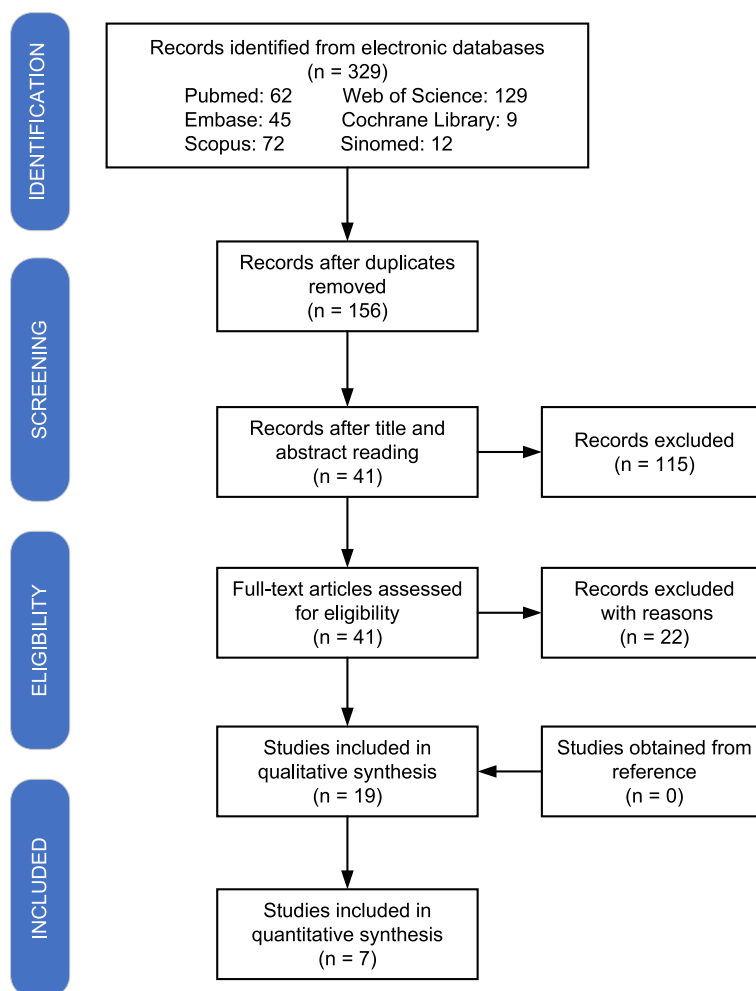 IDENTIFICATION
Records identified from electronic databases
(n = 329)
Pubmed: 62 Web of Science: 129
Embase: 45 Cochrane Library: 9
Scopus: 72 Sinomed: 12
SCREENING
Records after duplicates
removed
(n = 156)
Records after title and
abstract reading
(n = 41)
Records excluded
(n = 115)
ELIGIBILITY
Full-text articles assessed
for eligibility
(n = 41)
Records excluded
with reasons
(n = 22)
Studies included in
qualitative synthesis
(n = 19)
Studies obtained from
reference
(n = 0)
INCLUDED
Studies included in
quantitative synthesis
(n = 7)